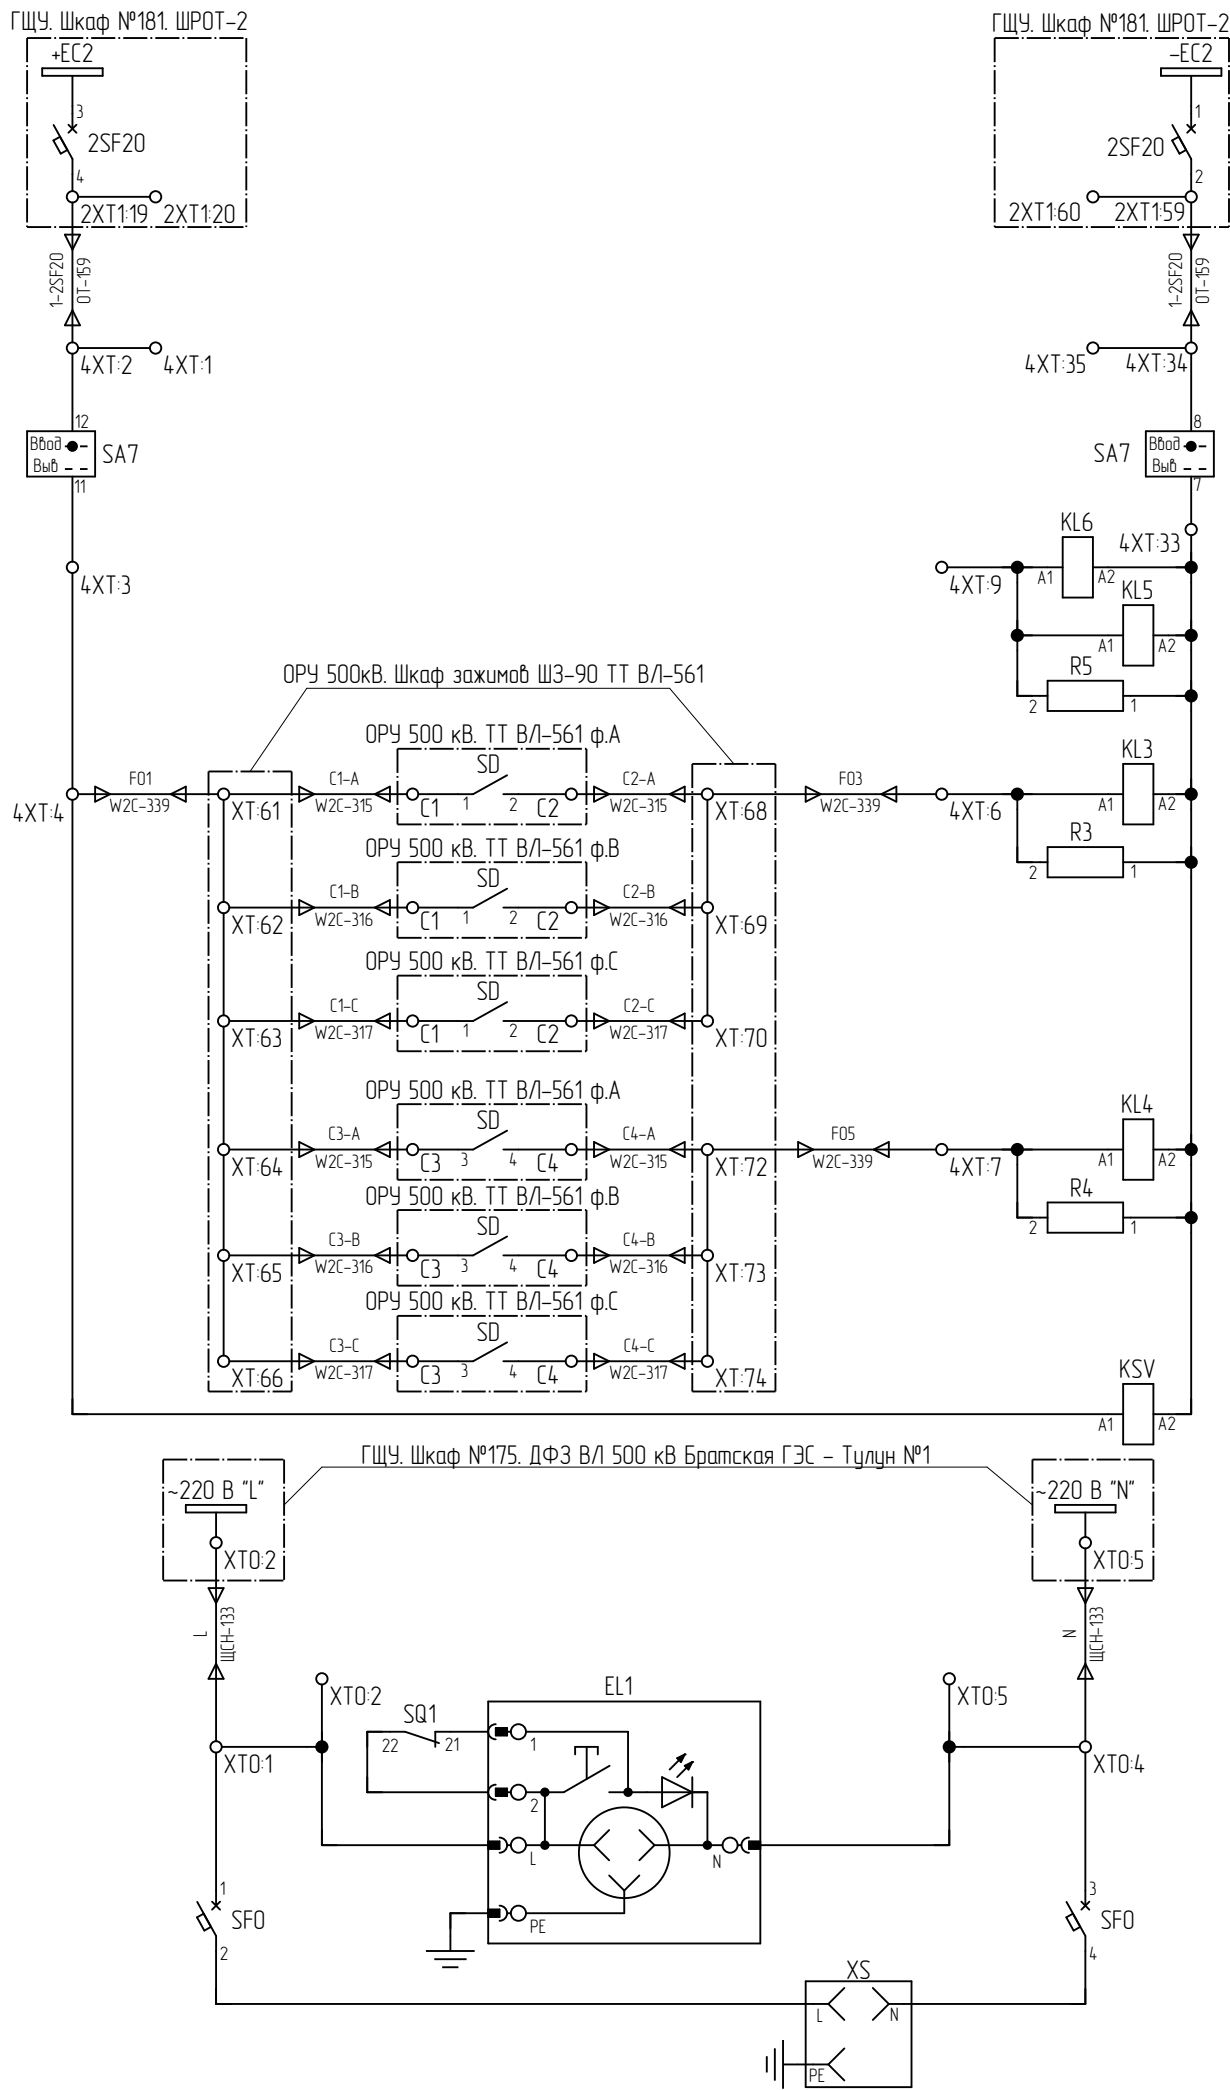 ГЩУ. Шкаф №181. ШРОТ-2
ГЩУ. Шкаф №181. ШРОТ-2
+EC2
-EC2
3
1
2SF20
2SF20
4
2
2XT1:19
2XT1:20
2XT1:60
2XT1:59
1-2SF20
ОТ-159
1-2SF20
ОТ-159
4XT:2
4XT:1
4XT:35
4XT:34
12
8
Ввод
Выв
SA7
SA7
Ввод
Выв
11
7
4XT:3
4XT:33
KL6
4XT:9
A1
A2
KL5
A1
A2
R5
2
1
ОРУ 500кВ. Шкаф зажимов ШЗ-90 ТТ ВЛ-561
ОРУ 500 кВ. ТТ ВЛ-561 ф.А
4XT:4
F01
W2C-339
XT:61
C1-A
W2C-315
C1
1
SD
2
C2
C2-A
W2C-315
XT:68
F03
W2C-339
4XT:6
KL3
A1
A2
R3
2
1
ОРУ 500 кВ. ТТ ВЛ-561 ф.В
XT:62
C1-B
W2C-316
C1
1
SD
2
C2
C2-B
W2C-316
XT:69
ОРУ 500 кВ. ТТ ВЛ-561 ф.С
XT:63
C1-C
W2C-317
C1
1
SD
2
C2
C2-C
W2C-317
XT:70
ОРУ 500 кВ. ТТ ВЛ-561 ф.А
XT:64
C3-A
W2C-315
C3
3
SD
4
C4
C4-A
W2C-315
XT:72
F05
W2C-339
4XT:7
KL4
A1
A2
R4
2
1
ОРУ 500 кВ. ТТ ВЛ-561 ф.В
XT:65
C3-B
W2C-316
C3
3
SD
4
C4
C4-B
W2C-316
XT:73
ОРУ 500 кВ. ТТ ВЛ-561 ф.С
XT:66
C3-C
W2C-317
C3
3
SD
4
C4
C4-C
W2C-317
XT:74
KSV
A1
A2
ГЩУ. Шкаф №175. ДФЗ ВЛ 500 кВ Братская ГЭС - Тулун №1
~220 В "L"
~220 В "N"
XT0:2
XT0:5
L
ЩСН-133
N
ЩСН-133
XT0:2
EL1
XT0:5
SQ1
22
21
1
XT0:1
XT0:4
2
L
N
PE
1
SF0
2
3
SF0
4
XS
L
N
PE